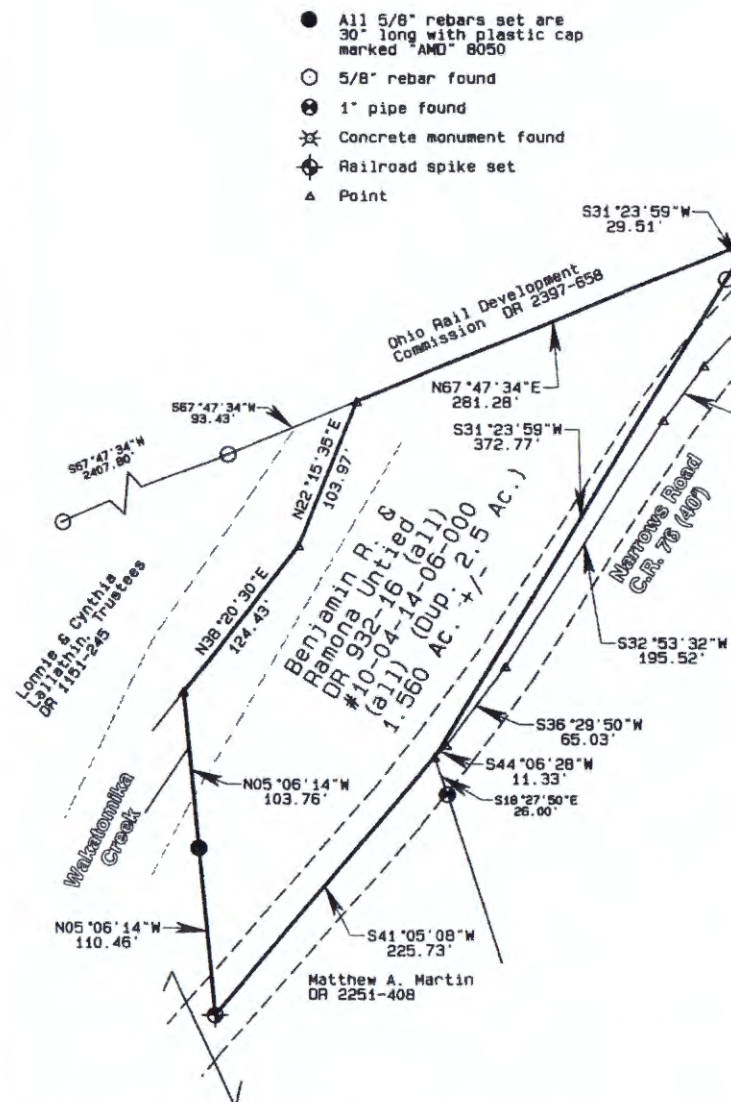 All 5/8" rebars set are
30" long with plastic cap
marked "AMD" 8050
5/8" rebar found
1" pipe found
Concrete monument found
Railroad spike set
Point
S31°23'59"W
29.51'
Ohio Rail Development
Commission DR 2397-658
N67°47'34"E
281.28'
S67°47'34"W
93.43'
S67°47'34"W
2407.80'
S31°23'59"W
372.77'
N22°15'35"E
103.97'
Narrows Road
C.R. 76 (40')
Benjamin R. &
Ramona Untied
DR 932-16 (all)
#10-04-14-06-000
(all) (Dup. 2.5 Ac.)
1.560 Ac. +/-
N38°20'30"E
124.43'
Lonnie & Cynthia
Lallathin, Trustees
DR 1151-245
S32°53'32"W
195.52'
S36°29'50"W
65.03'
S44°06'28"W
11.33'
S18°27'50"E
26.00'
N05°06'14"W
103.76'
Wakatomika
Creek
N05°06'14"W
110.46'
S41°05'08"W
225.73'
Matthew A. Martin
DR 2251-408